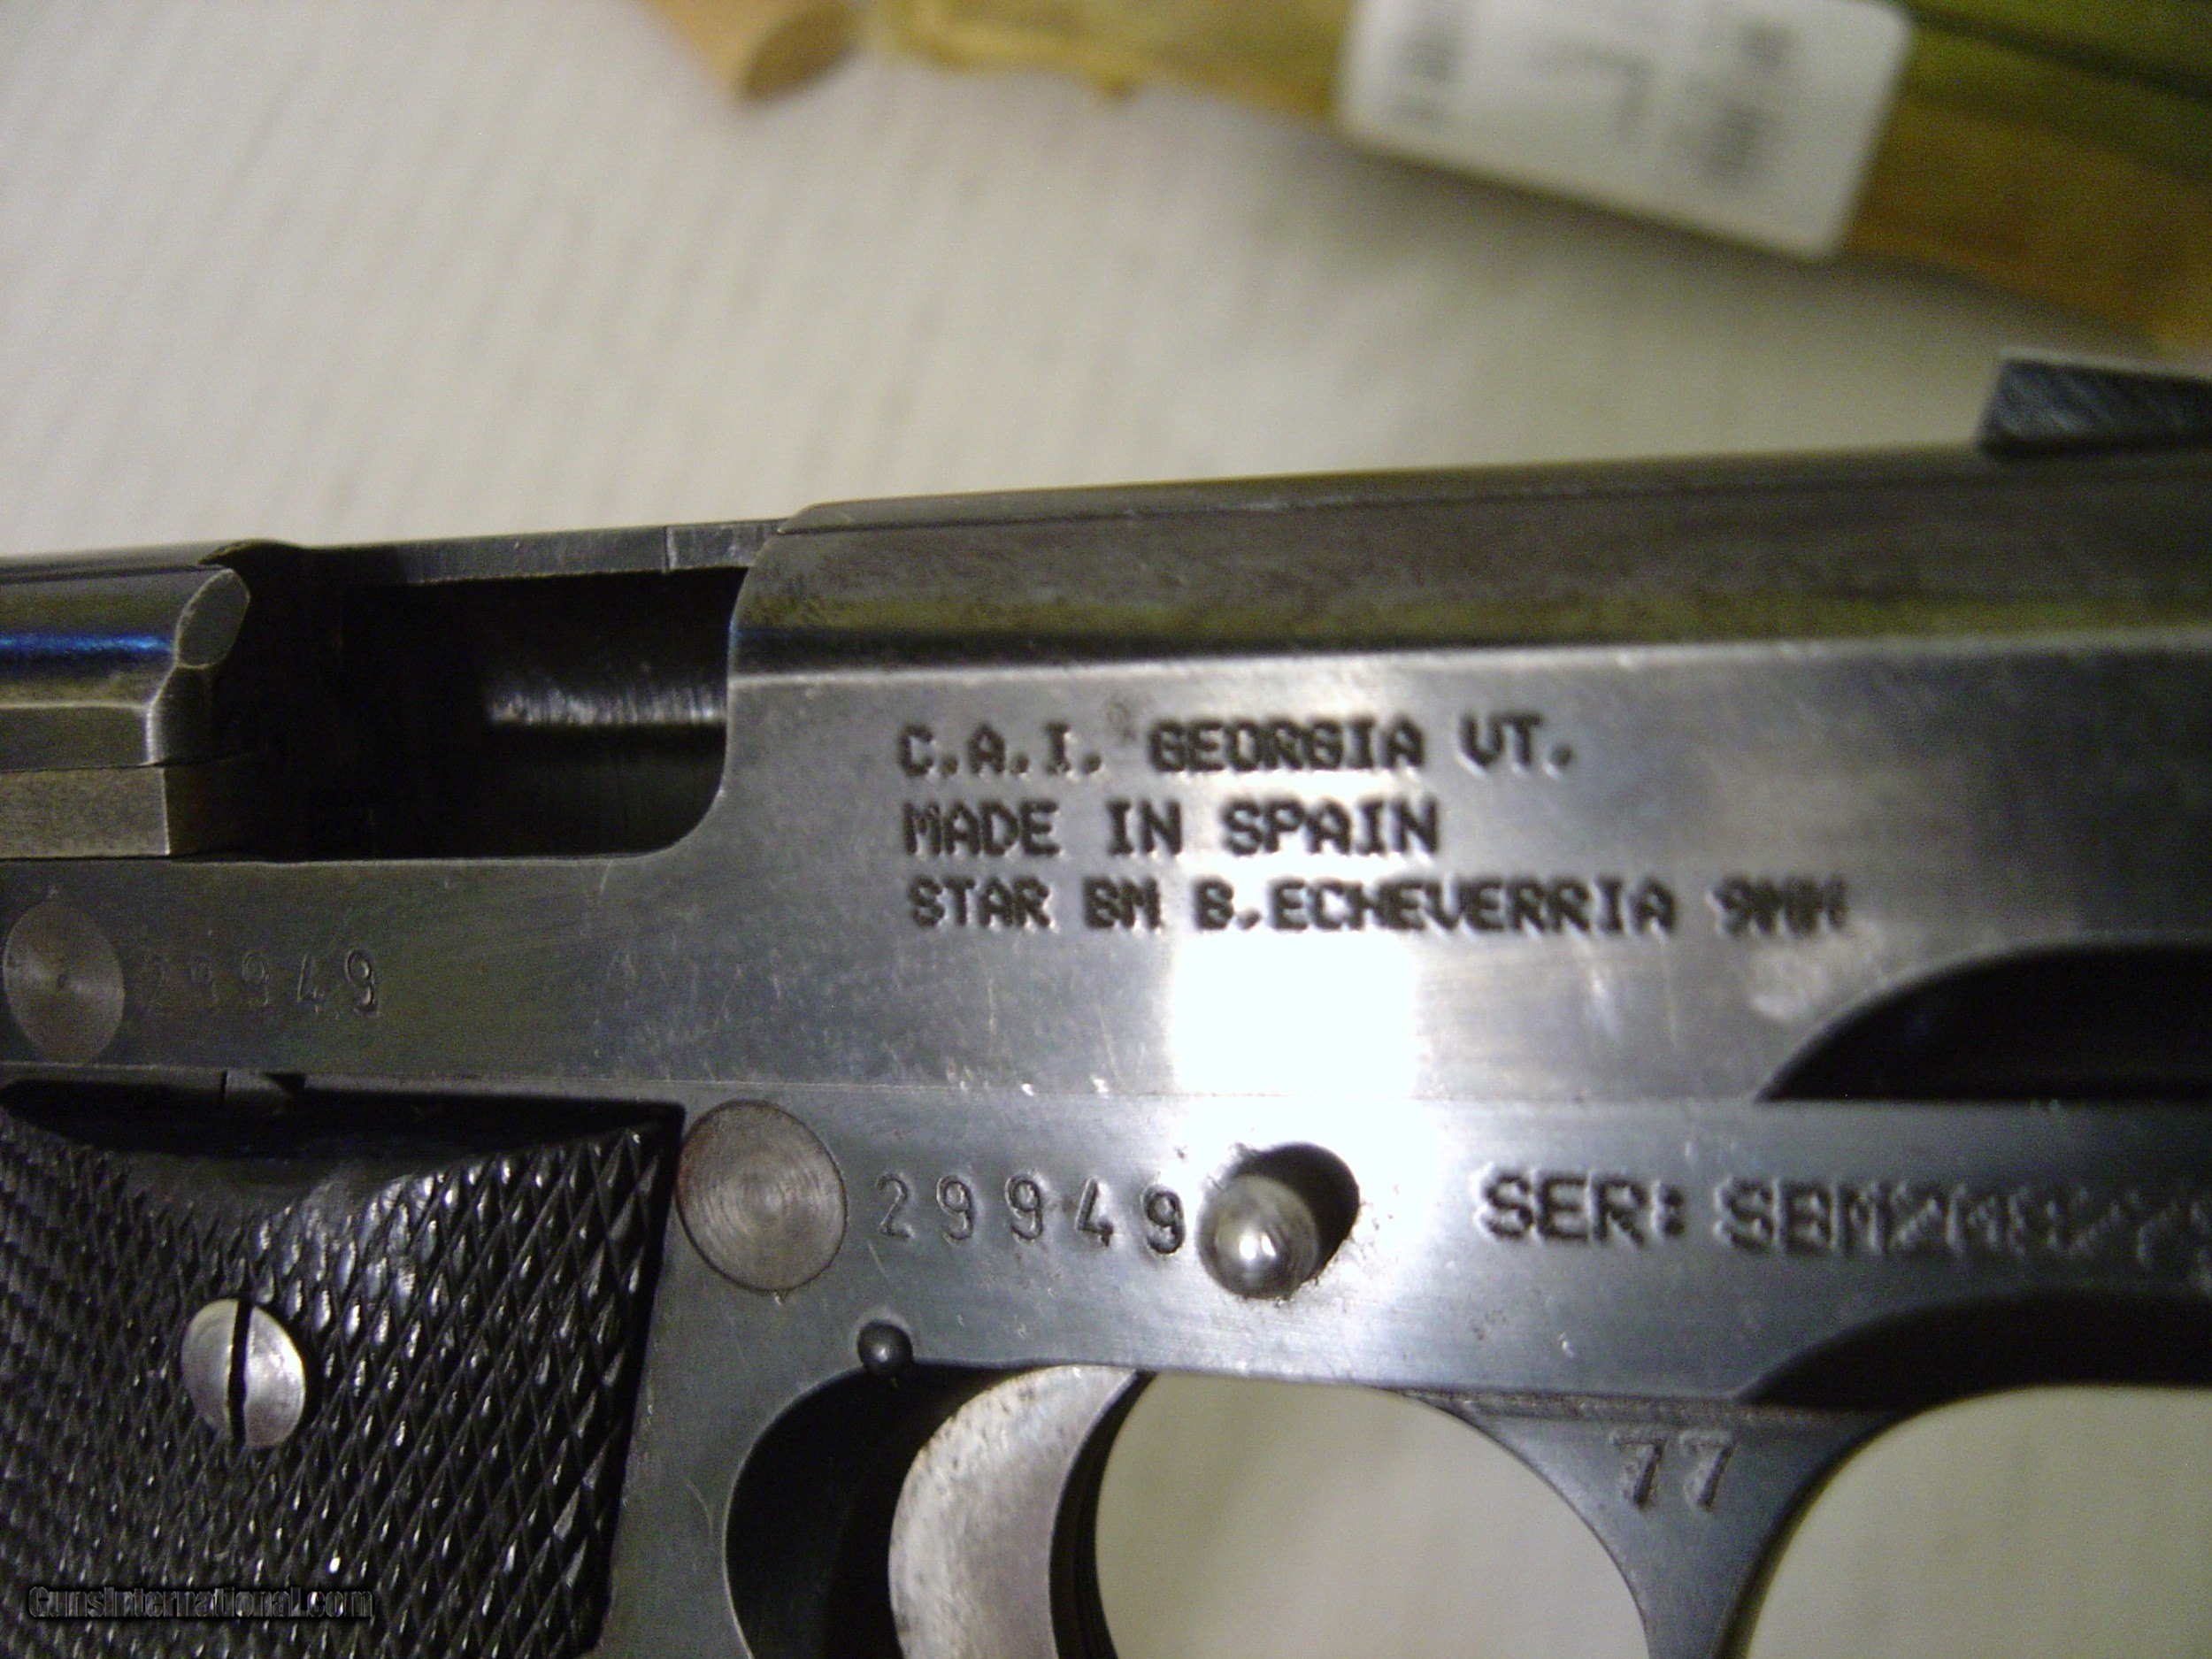 C.A.I. GEORGIA VT.
MADE IN SPAIN
STAR BM B.ECHEVERRIA 9MM
29949
29949
SER:
77
GunsInternational.com